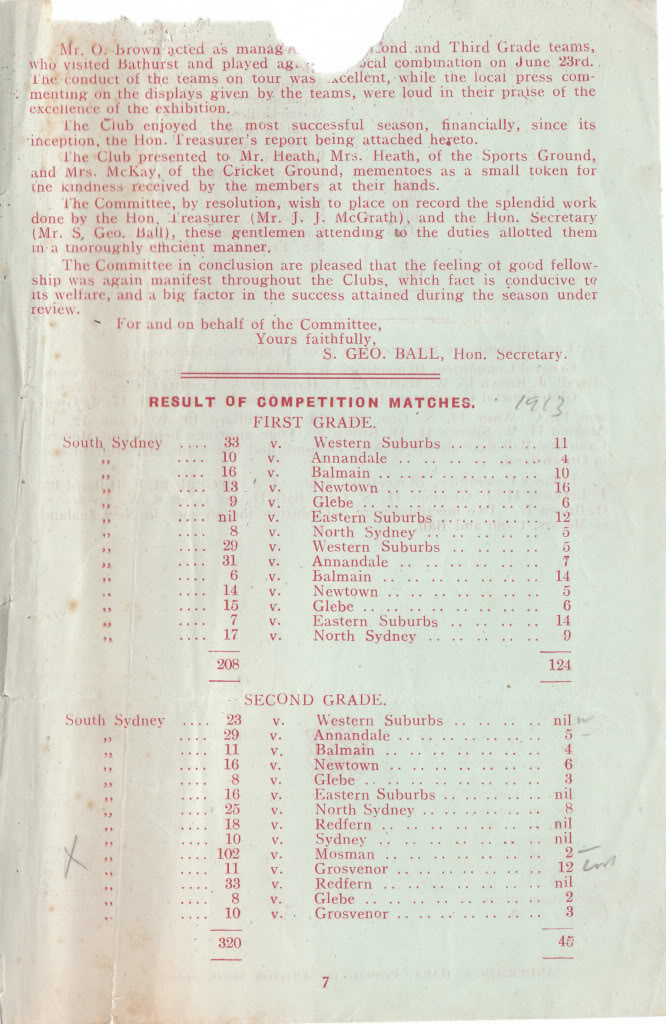 Mr. O. Brown acted as manag ond and Third Grade teams,
who visited Bathurst and played ag ocal combination on June 23rd.
The conduct of the teams on tour was excellent, while the local press com-
menting on the displays given by the teams, were loud in their praise of the
excellence of the exhibition.
The Club enjoyed the most successful season, financially, since its
inception, the Hon. Treasurer's report being attached hereto.
The Club presented to Mr. Heath, Mrs. Heath, of the Sports Ground,
and Mrs. McKay, of the Cricket Ground, mementoes as a small token for
the kindness received by the members at their hands.
The Committee, by resolution, wish to place on record the splendid work
done by the Hon. Treasurer (Mr. J. J. McGrath), and the Hon. Secretary
(Mr. S. Geo. Ball), these gentlemen attending to the duties allotted them
in a thoroughly efficient manner.
The Committee in conclusion are pleased that the feeling of good fellow-
ship was again manifest throughout the Clubs, which fact is conducive to
its welfare, and a big factor in the success attained during the season under
review.
For and on behalf of the Committee,
Yours faithfully,
S. GEO. BALL, Hon. Secretary.
RESULT OF COMPETITION MATCHES. 1913
FIRST GRADE.
South Sydney .... 33 v. Western Suburbs .. .. .. .. .. 11
,, .... 10 v. Annandale .. .. .. .. .. .. .. 4
,, .... 16 v. Balmain .. .. .. .. .. .. .. .. 10
,, .... 13 v. Newtown .. .. .. .. .. .. .. .. 16
,, .... 9 v. Glebe .. .. .. .. .. .. .. .. .. 6
,, .... nil v. Eastern Suburbs .. .. .. .. .. 12
,, .... 8 v. North Sydney .. .. .. .. .. .. 5
,, .... 29 v. Western Suburbs .. .. .. .. .. 5
,, .... 31 v. Annandale .. .. .. .. .. .. .. 7
,, .... 6 v. Balmain .. .. .. .. .. .. .. .. 14
,, .... 14 v. Newtown .. .. .. .. .. .. .. .. 5
,, .... 15 v. Glebe .. .. .. .. .. .. .. .. .. 6
,, .... 7 v. Eastern Suburbs .. .. .. .. .. 14
,, .... 17 v. North Sydney .. .. .. .. .. .. 9
208 124
SECOND GRADE.
South Sydney .... 23 v. Western Suburbs .. .. .. .. .. nil
,, .... 29 v. Annandale .. .. .. .. .. .. .. 5
,, .... 11 v. Balmain .. .. .. .. .. .. .. .. 4
,, .... 16 v. Newtown .. .. .. .. .. .. .. .. 6
,, .... 8 v. Glebe .. .. .. .. .. .. .. .. .. 3
,, .... 16 v. Eastern Suburbs .. .. .. .. .. nil
,, .... 25 v. North Sydney .. .. .. .. .. .. 8
,, .... 18 v. Redfern .. .. .. .. .. .. .. .. nil
,, .... 10 v. Sydney .. .. .. .. .. .. .. .. nil
,, .... 102 v. Mosman .. .. .. .. .. .. .. .. 2
X ,, .... 11 v. Grosvenor .. .. .. .. .. .. .. 12
,, .... 33 v. Redfern .. .. .. .. .. .. .. .. nil
,, .... 8 v. Glebe .. .. .. .. .. .. .. .. .. 2
,, .... 10 v. Grosvenor .. .. .. .. .. .. .. 3
320 45
7